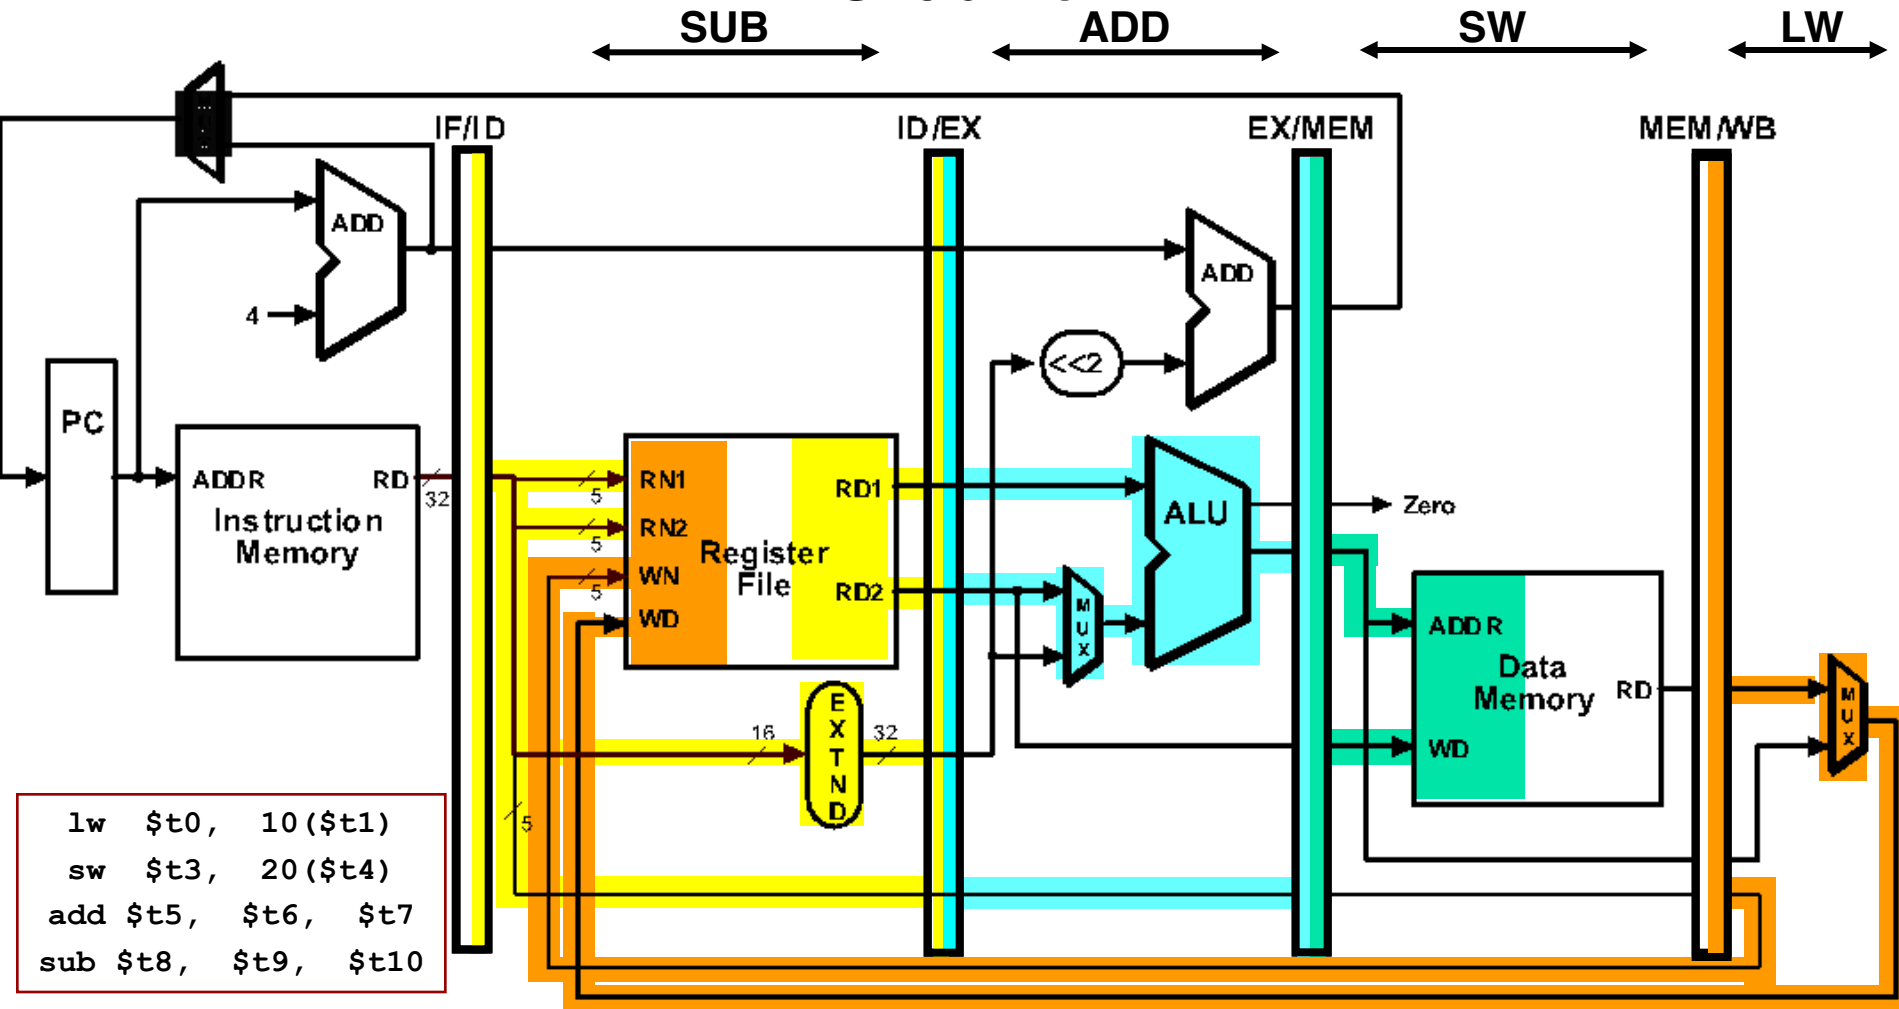 SUB ADD SW LW
IF/ID ID/EX EX/MEM MEM/WB
ADD
4
ADD
<<2
PC
ADDR RD
32
Instruction
Memory
5 RN1
5 RN2
5 WN
WD
Register
File
RD1
RD2
16 EXTND 32
5
MUX
ALU
Zero
ADDR
WD
Data
Memory
RD
MUX
lw $t0, 10($t1)
sw $t3, 20($t4)
add $t5, $t6, $t7
sub $t8, $t9, $t10